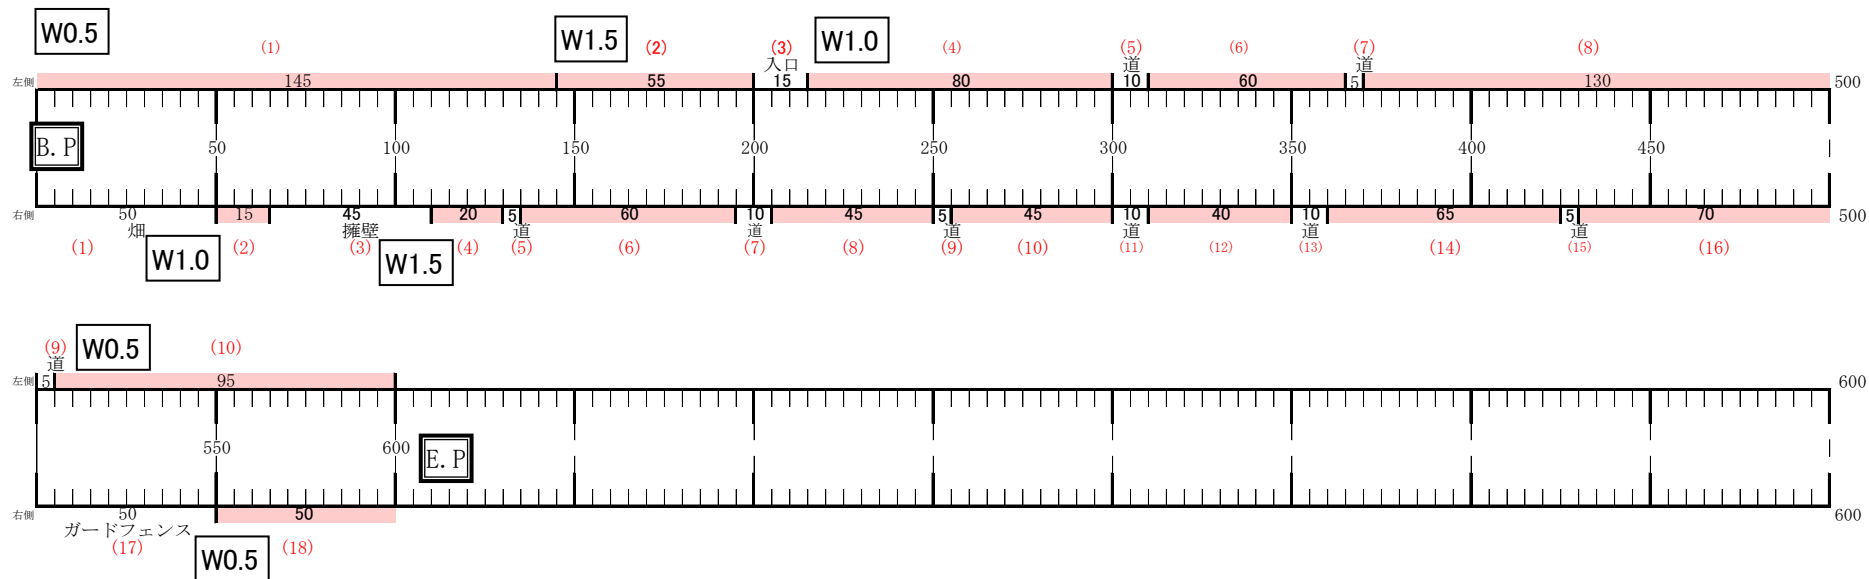 W0.5 (1) W1.5 (2) (3) W1.0 (4) (5) (6) (7) (8)
入口 道 道
左側 145 55 15 80 10 60 5 130 500
B.P 50 100 150 200 250 300 350 400 450
右側 50 15 45 20 5 60 10 45 5 45 10 40 10 65 5 70 500
畑 擁壁 道 道 道 道 道 道
(1) W1.0 (2) (3) W1.5 (4) (5) (6) (7) (8) (9) (10) (11) (12) (13) (14) (15) (16)
(9) W0.5 (10)
道
左側 5 95 600
550 600 E.P
右側 50 50 600
ガードフェンス
(17) W0.5 (18)